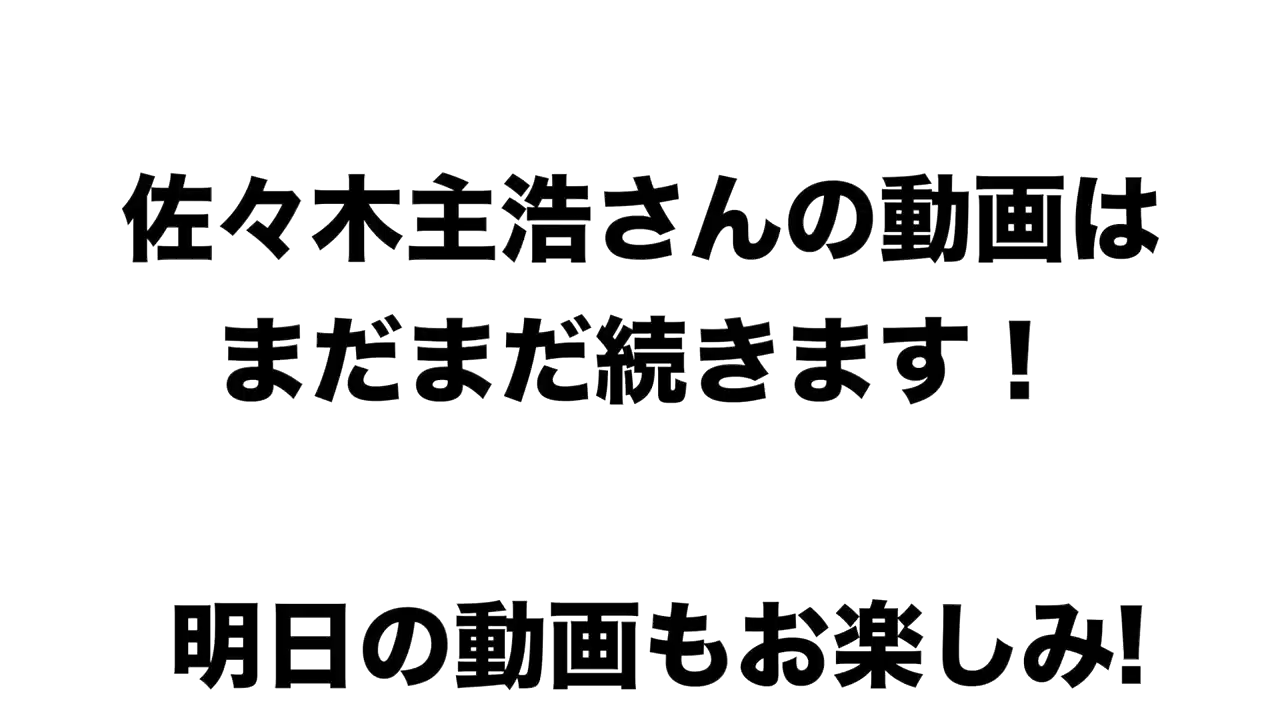 佐々木主浩さんの動画は
まだまだ続きます！
明日の動画もお楽しみ!